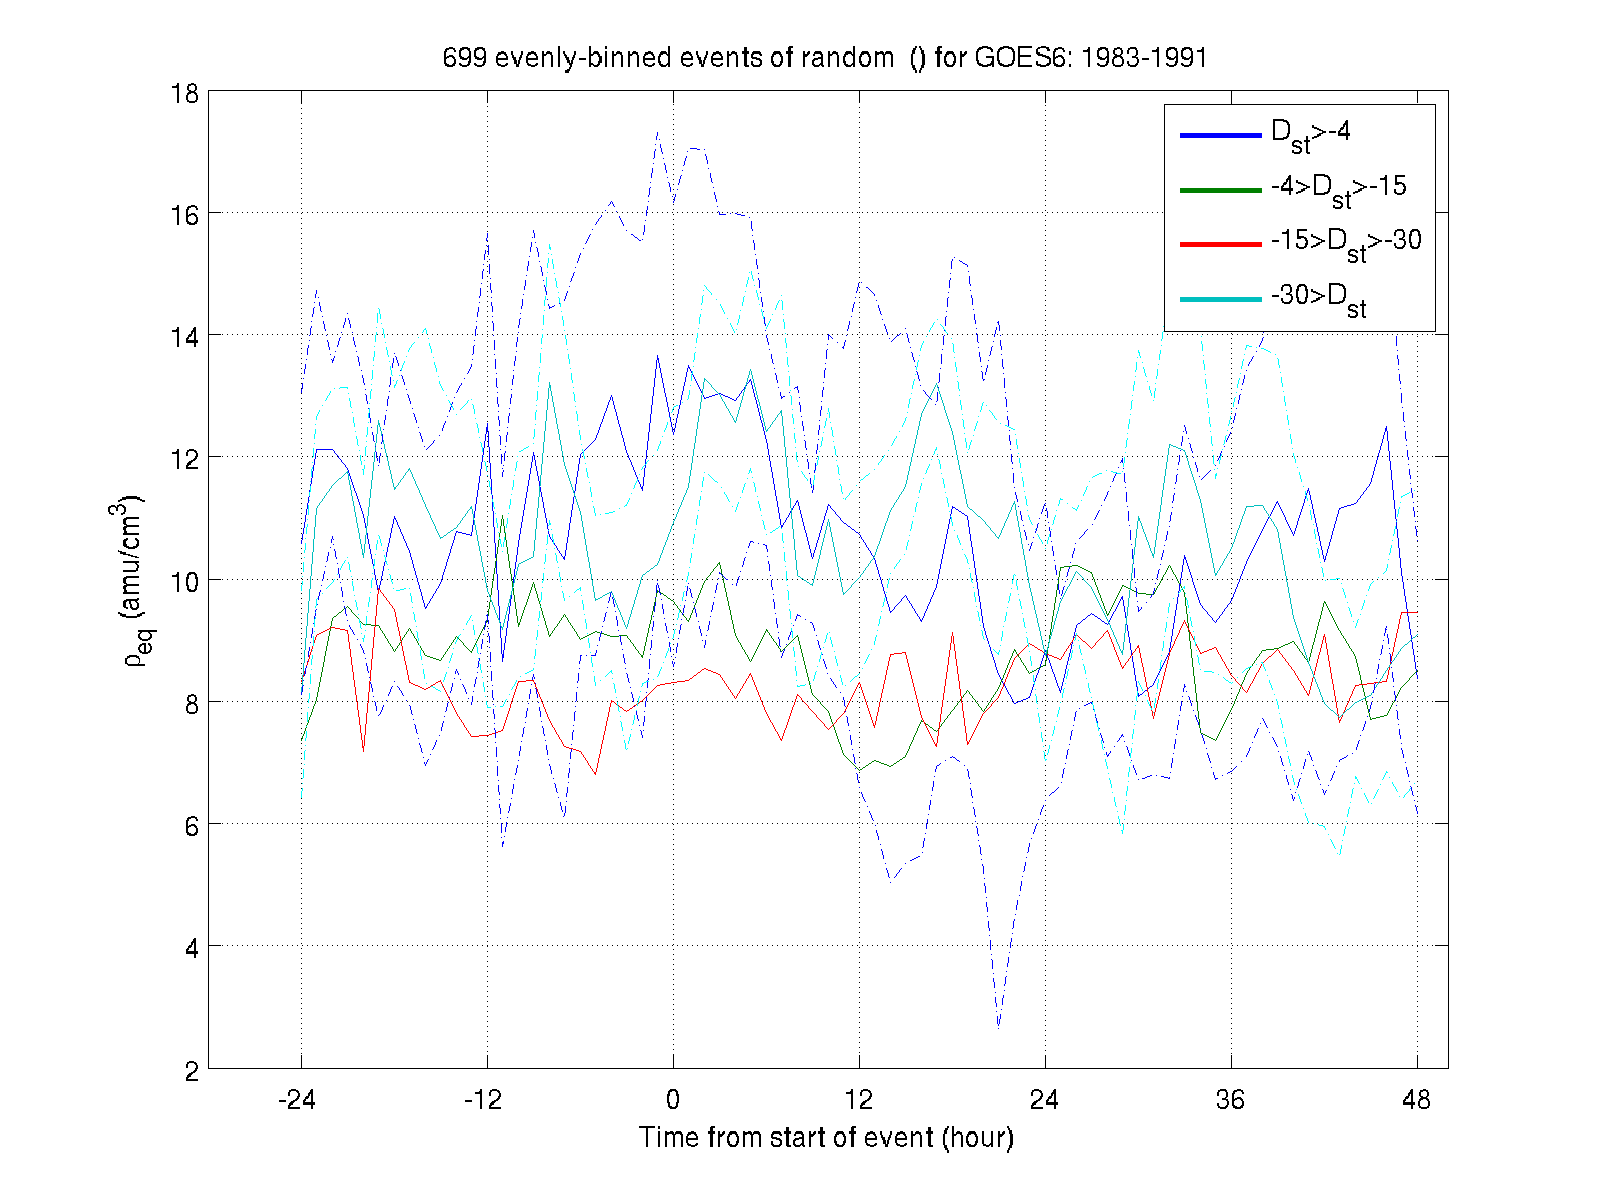 699 evenly-binned events of random () for GOES6: 1983-1991
18
16
14
12
10
8
6
4
2
ρeq (amu/cm3)
Dst>-4
-4>Dst>-15
-15>Dst>-30
-30>Dst
-24 -12 0 12 24 36 48
Time from start of event (hour)